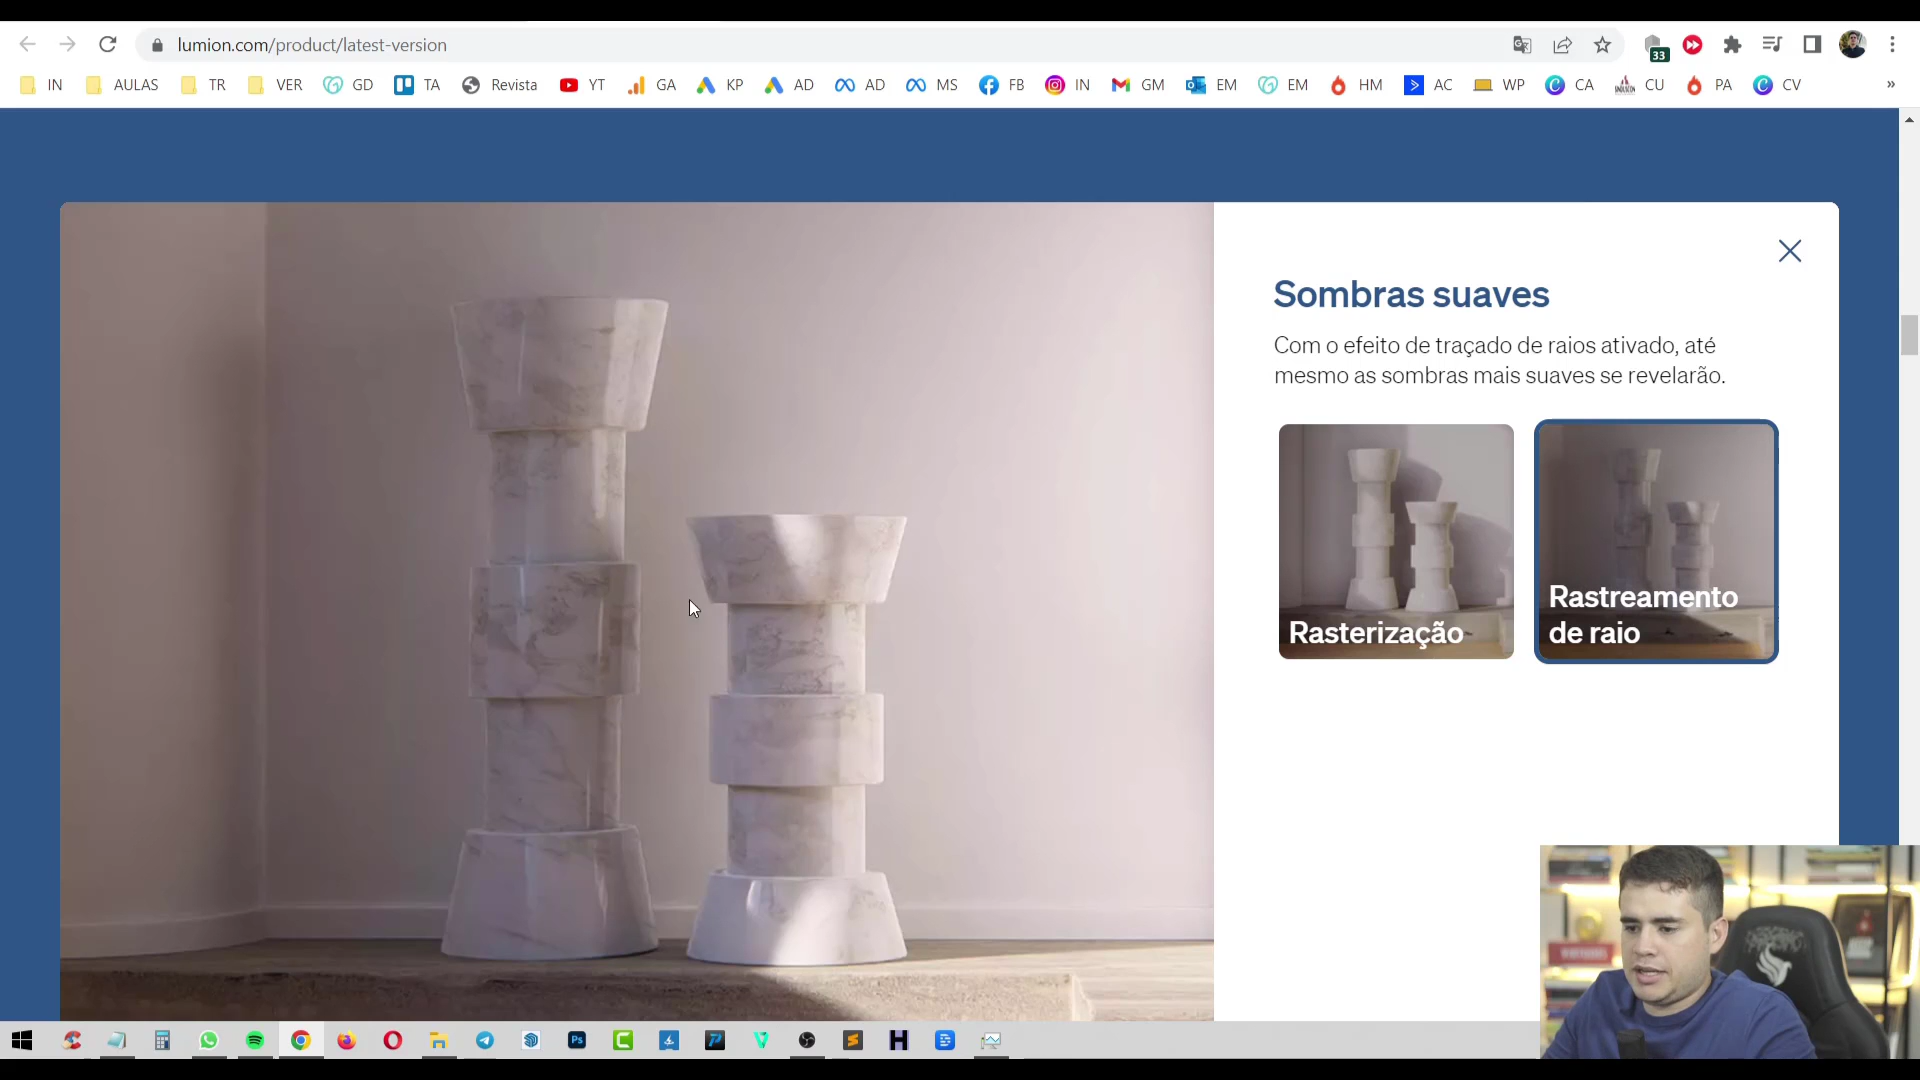 lumion.com/product/latest-version
33
IN AULAS TR VER GD TA Revista YT GA KP AD AD MS FB IN GM EM EM HM AC WP CA CU PA CV »
Sombras suaves
Com o efeito de traçado de raios ativado, até
mesmo as sombras mais suaves se revelarão.
Rasterização
Rastreamento
de raio
Ps